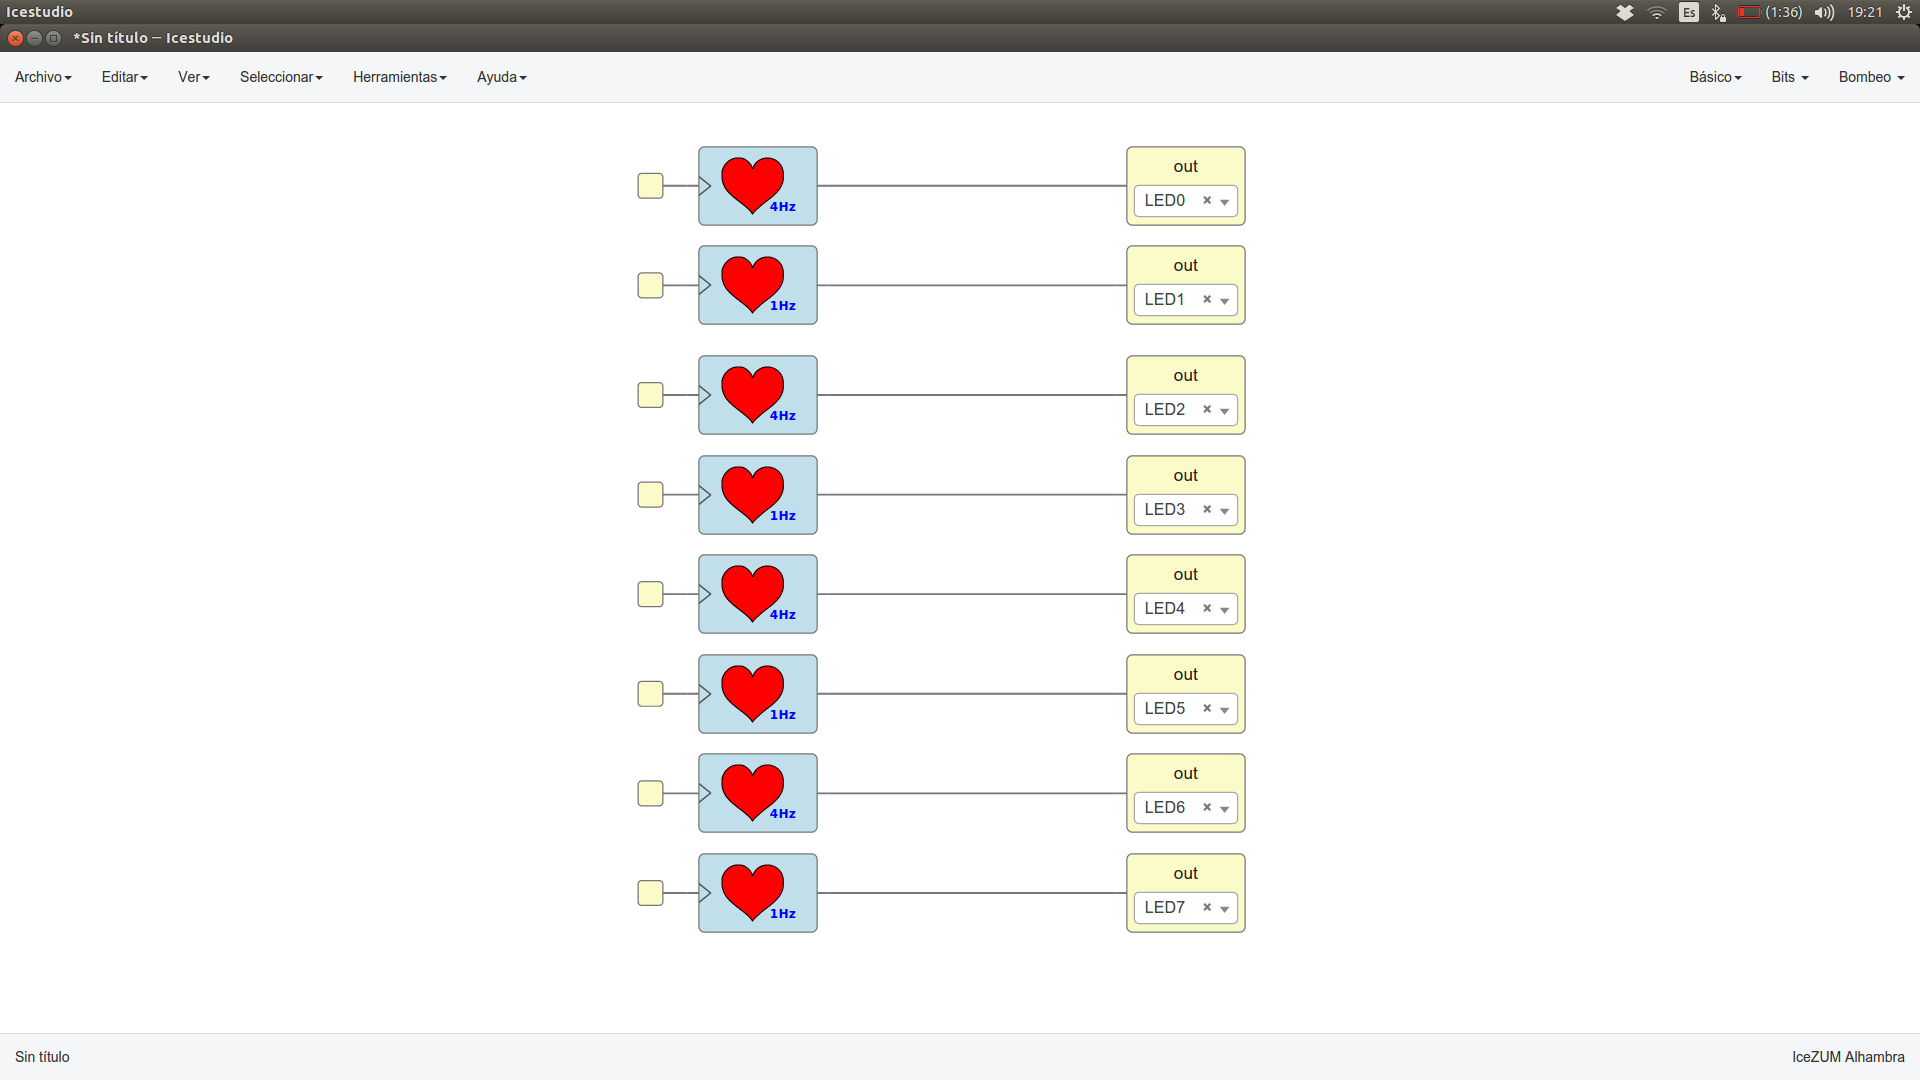 Icestudio
Es (1:36) 19:21
*Sin título — Icestudio
Archivo Editar Ver Seleccionar Herramientas Ayuda Básico Bits Bombeo
4Hz
out
LED0 ×
1Hz
out
LED1 ×
4Hz
out
LED2 ×
1Hz
out
LED3 ×
4Hz
out
LED4 ×
1Hz
out
LED5 ×
4Hz
out
LED6 ×
1Hz
out
LED7 ×
Sin título
IceZUM Alhambra